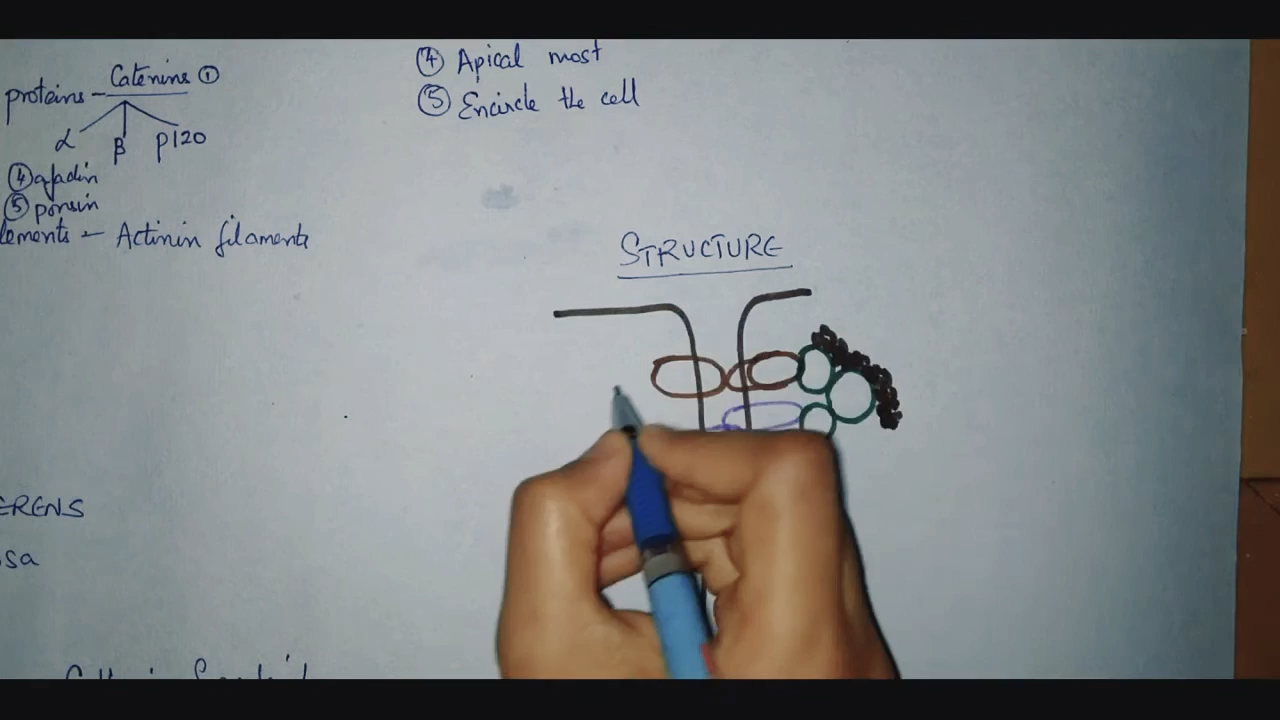 proteins - Catenins ①
α β p120
④ afadin
⑤ ponsin
lements - Actinin filaments
④ Apical most
⑤ Encircle the cell
STRUCTURE
ERENS
sa